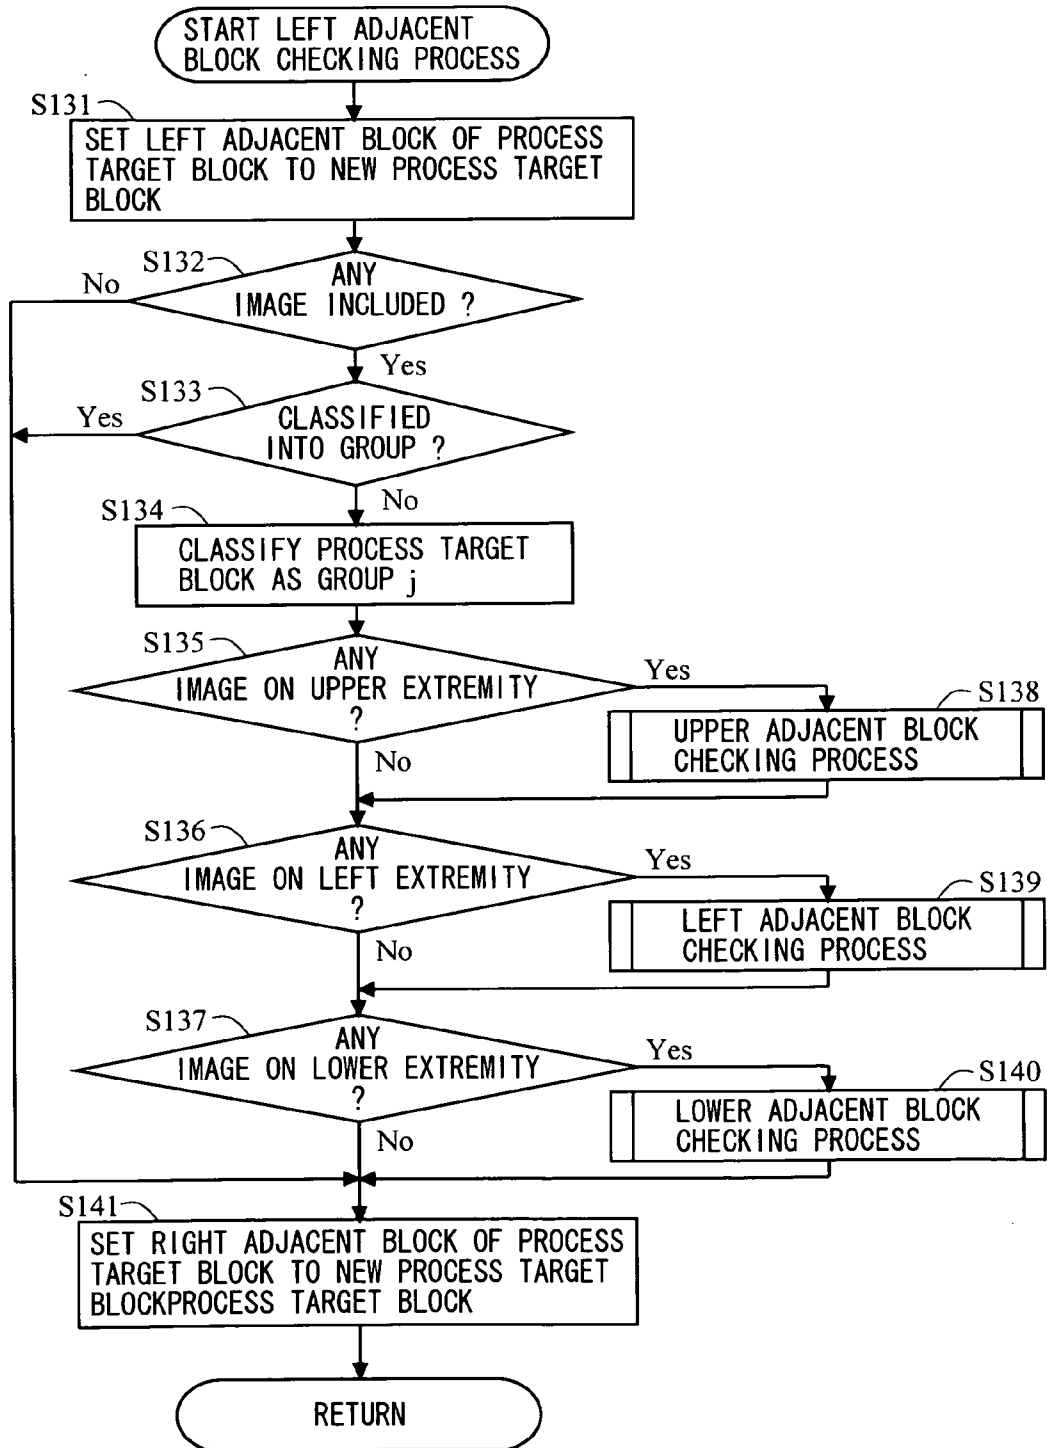 START LEFT ADJACENT
BLOCK CHECKING PROCESS
S131
SET LEFT ADJACENT BLOCK OF PROCESS
TARGET BLOCK TO NEW PROCESS TARGET
BLOCK
S132
No
ANY
IMAGE INCLUDED ?
Yes
S133
Yes
CLASSIFIED
INTO GROUP ?
No
S134
CLASSIFY PROCESS TARGET
BLOCK AS GROUP j
S135
ANY
IMAGE ON UPPER EXTREMITY
?
Yes
S138
UPPER ADJACENT BLOCK
CHECKING PROCESS
No
S136
ANY
IMAGE ON LEFT EXTREMITY
?
Yes
S139
LEFT ADJACENT BLOCK
CHECKING PROCESS
No
S137
ANY
IMAGE ON LOWER EXTREMITY
?
Yes
S140
LOWER ADJACENT BLOCK
CHECKING PROCESS
No
S141
SET RIGHT ADJACENT BLOCK OF PROCESS
TARGET BLOCK TO NEW PROCESS TARGET
BLOCKPROCESS TARGET BLOCK
RETURN